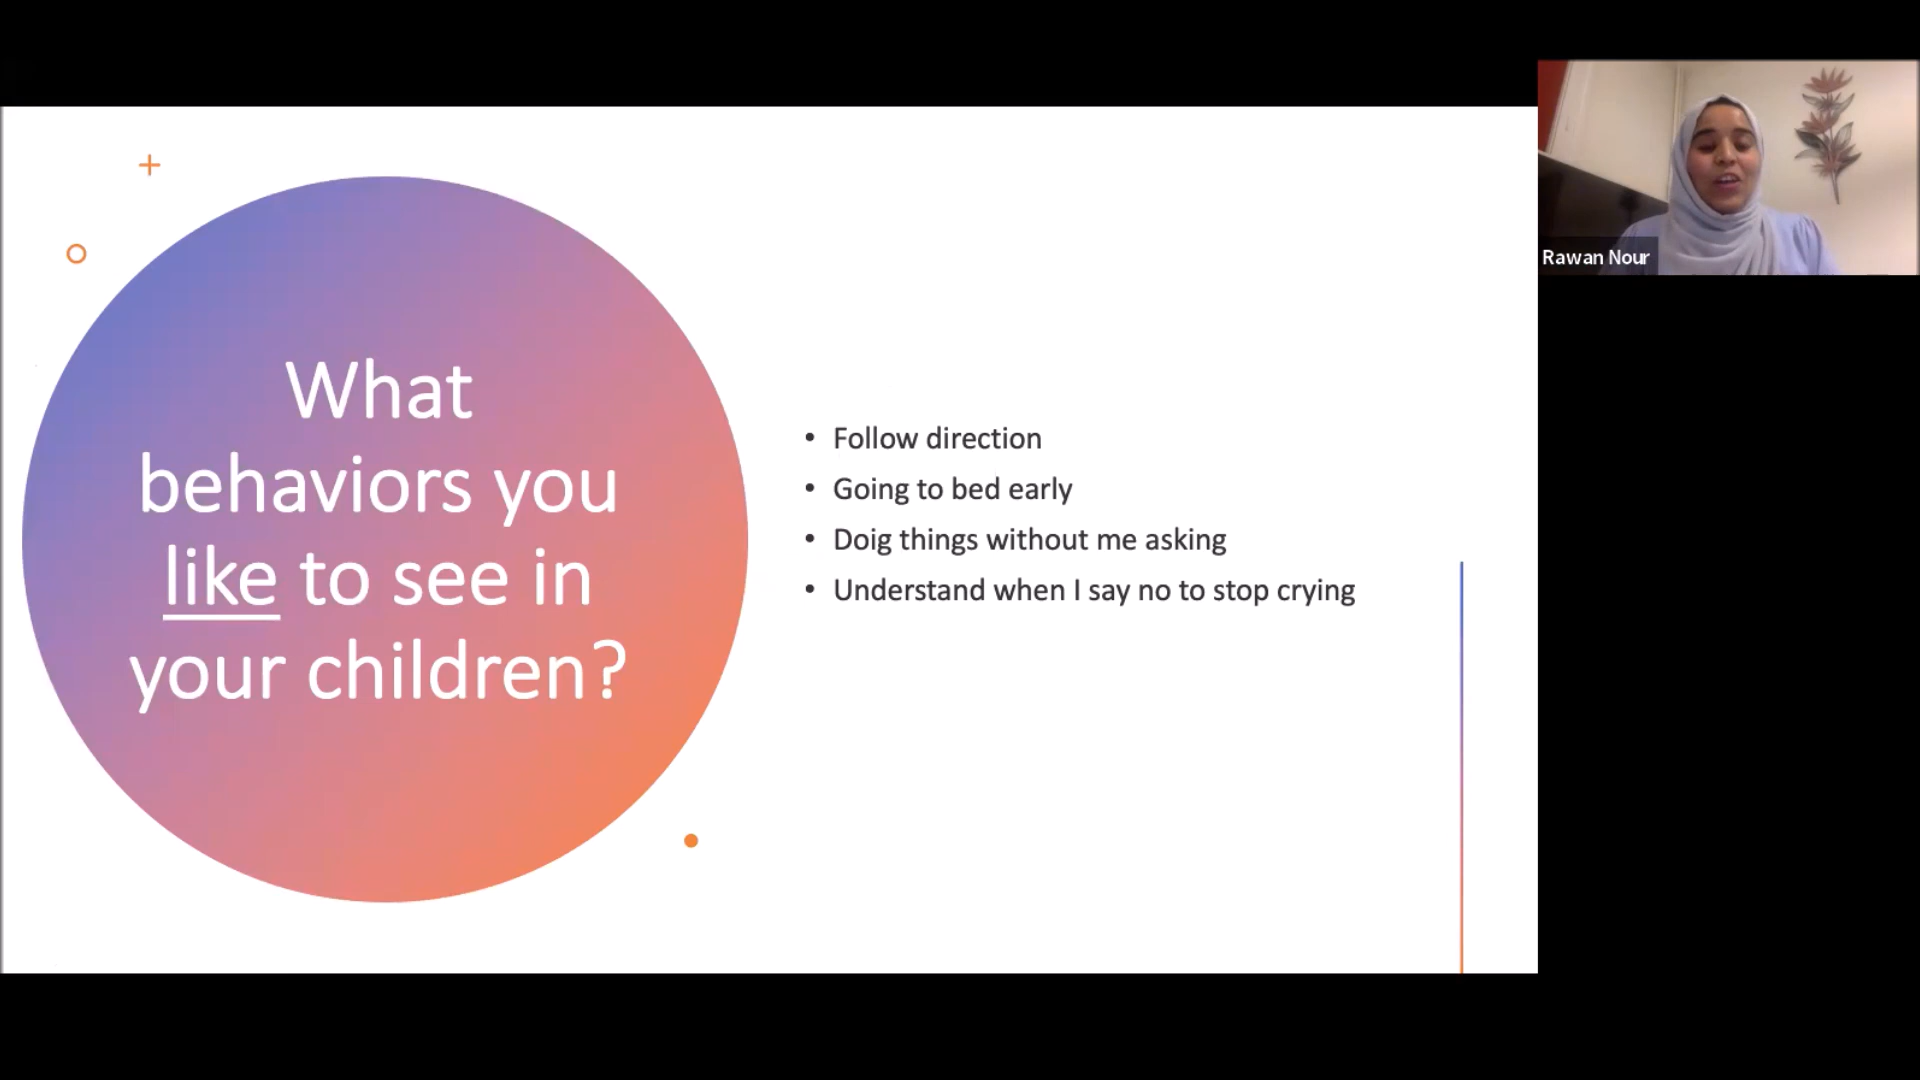 What
behaviors you
like to see in
your children?
• Follow direction
• Going to bed early
• Doig things without me asking
• Understand when I say no to stop crying
Rawan Nour